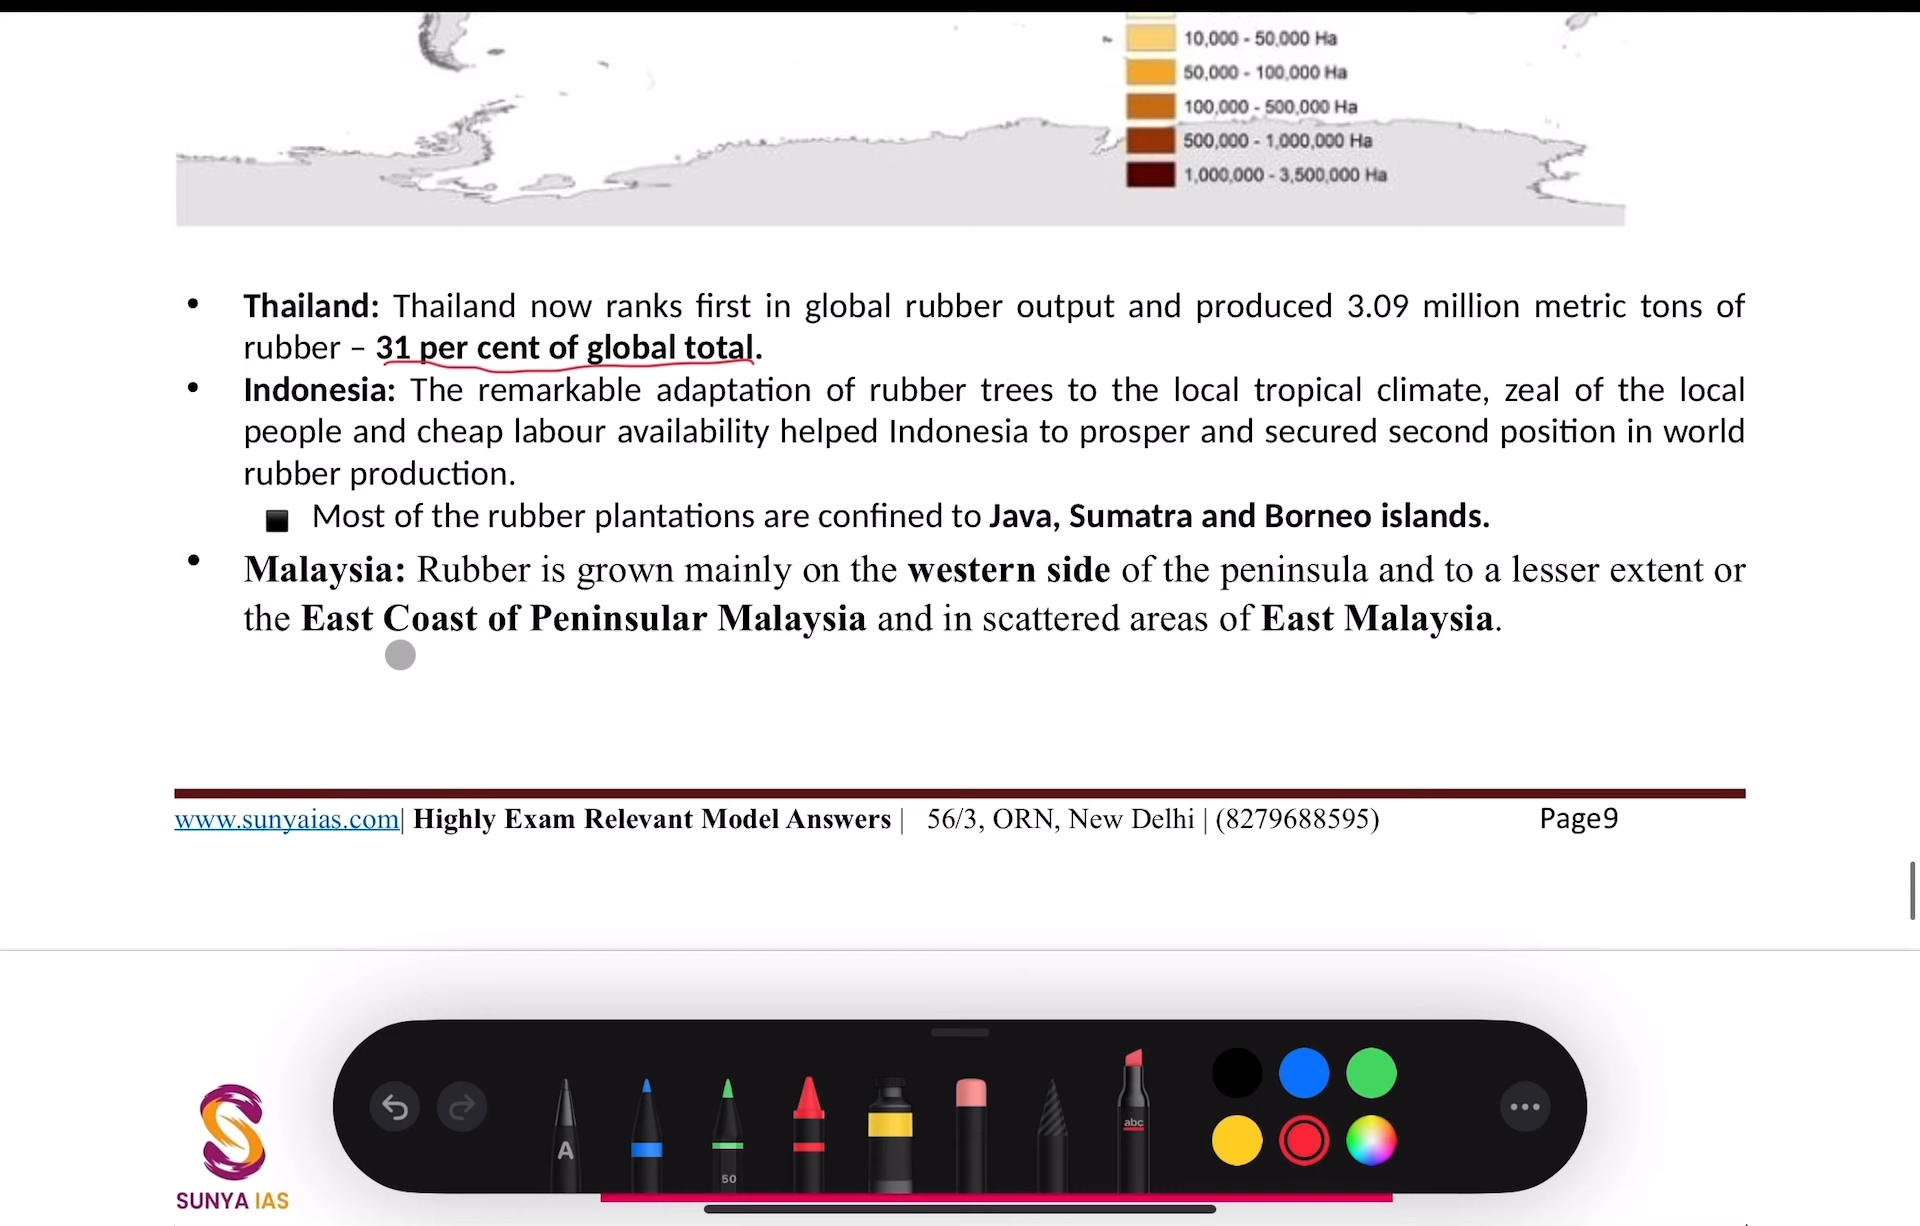 10,000 - 50,000 Ha
50,000 - 100,000 Ha
100,000 - 500,000 Ha
500,000 - 1,000,000 Ha
1,000,000 - 3,500,000 Ha
• Thailand: Thailand now ranks first in global rubber output and produced 3.09 million metric tons of
rubber – 31 per cent of global total.
• Indonesia: The remarkable adaptation of rubber trees to the local tropical climate, zeal of the local
people and cheap labour availability helped Indonesia to prosper and secured second position in world
rubber production.
■ Most of the rubber plantations are confined to Java, Sumatra and Borneo islands.
• Malaysia: Rubber is grown mainly on the western side of the peninsula and to a lesser extent or
the East Coast of Peninsular Malaysia and in scattered areas of East Malaysia.
www.sunyaias.com| Highly Exam Relevant Model Answers | 56/3, ORN, New Delhi | (8279688595) Page9
A
50
abc
SUNYA IAS